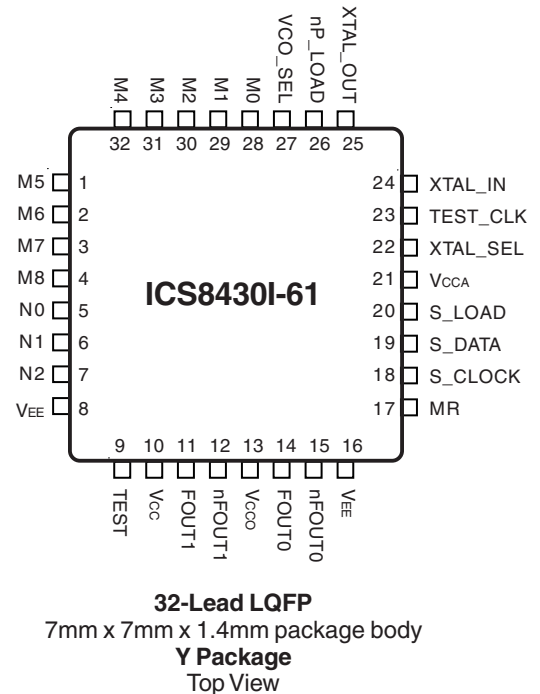 M4
M3
M2
M1
M0
VCO_SEL
nP_LOAD
XTAL_OUT
32 31 30 29 28 27 26 25
M5 1
M6 2
M7 3
M8 4
N0 5
N1 6
N2 7
VEE 8
ICS8430I-61
24 XTAL_IN
23 TEST_CLK
22 XTAL_SEL
21 VCCA
20 S_LOAD
19 S_DATA
18 S_CLOCK
17 MR
9 10 11 12 13 14 15 16
TEST
VCC
FOUT1
nFOUT1
VCCO
FOUT0
nFOUT0
VEE
32-Lead LQFP
7mm x 7mm x 1.4mm package body
Y Package
Top View